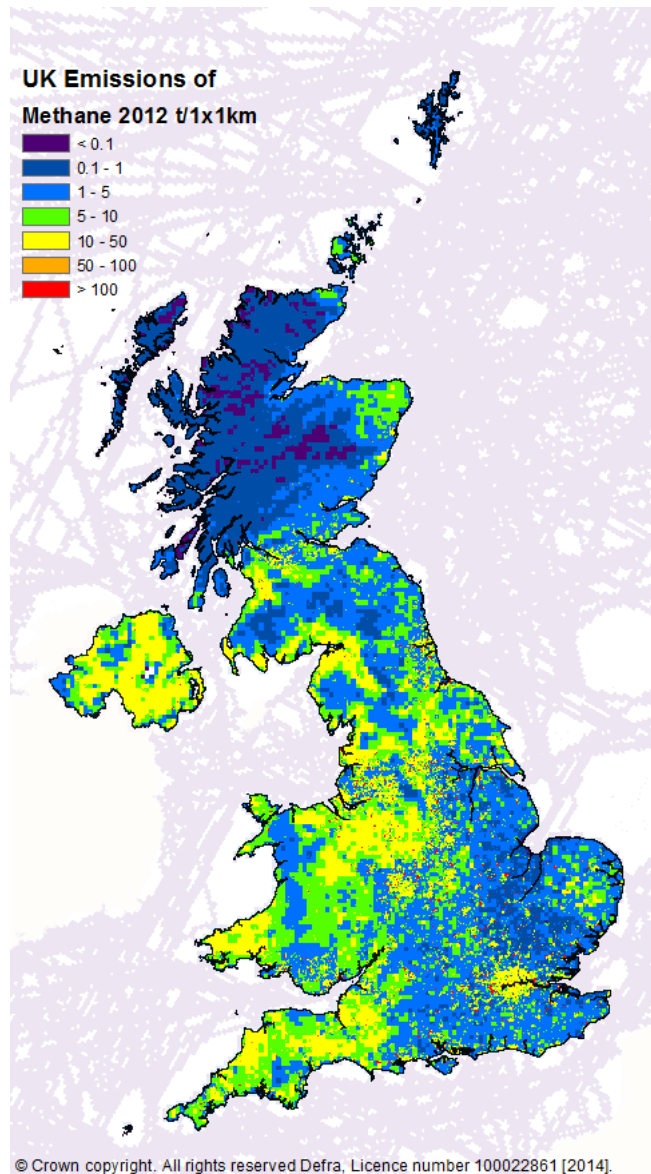 UK Emissions of
Methane 2012 t/1x1km
< 0.1
0.1 - 1
1 - 5
5 - 10
10 - 50
50 - 100
> 100
© Crown copyright. All rights reserved Defra, Licence number 100022861 [2014].